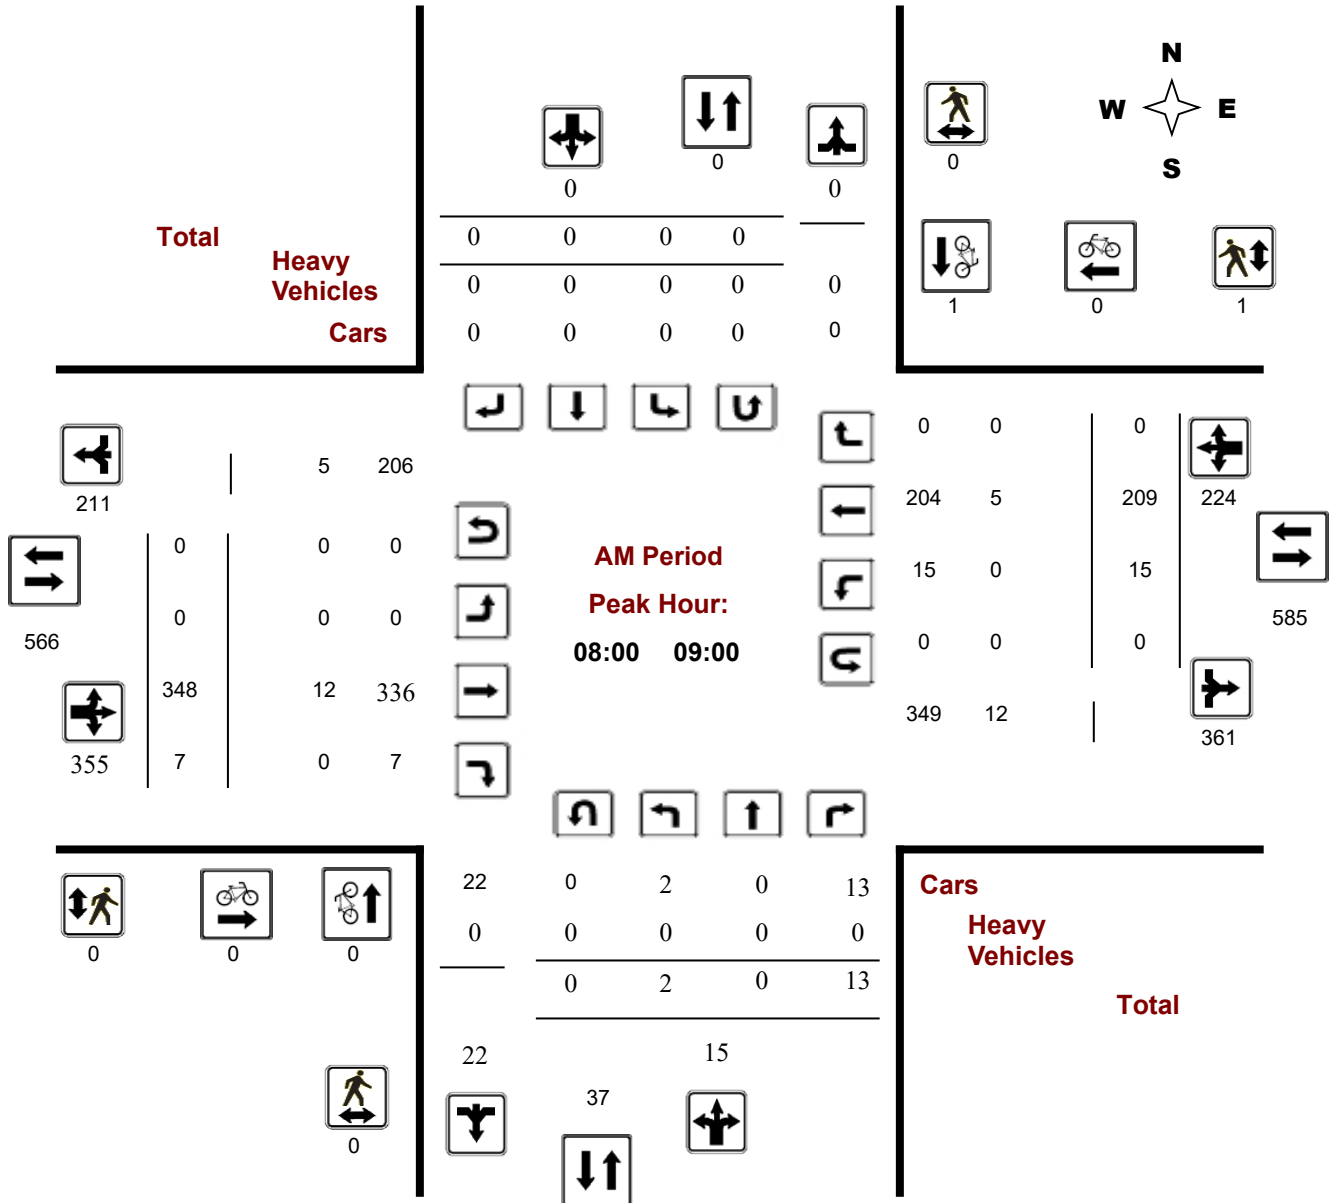 N
W E
S
0
0
0 0
0
Total
0 0 0 0
Heavy
Vehicles
0 0 0 0 0
Cars
0 0 0 0 0
1 0 1
0 0 0
5 206
211
204 5 209 224
0 0 0
AM Period
15 0 15
0 0 0
Peak Hour:
566
585
08:00 09:00
0 0 0
348 12 336
349 12
361
355 7 0 7
22 0 2 0 13
Cars
0 0 0 0 0
Heavy
Vehicles
0 0 0
0 2 0 13
Total
22 15
37
0